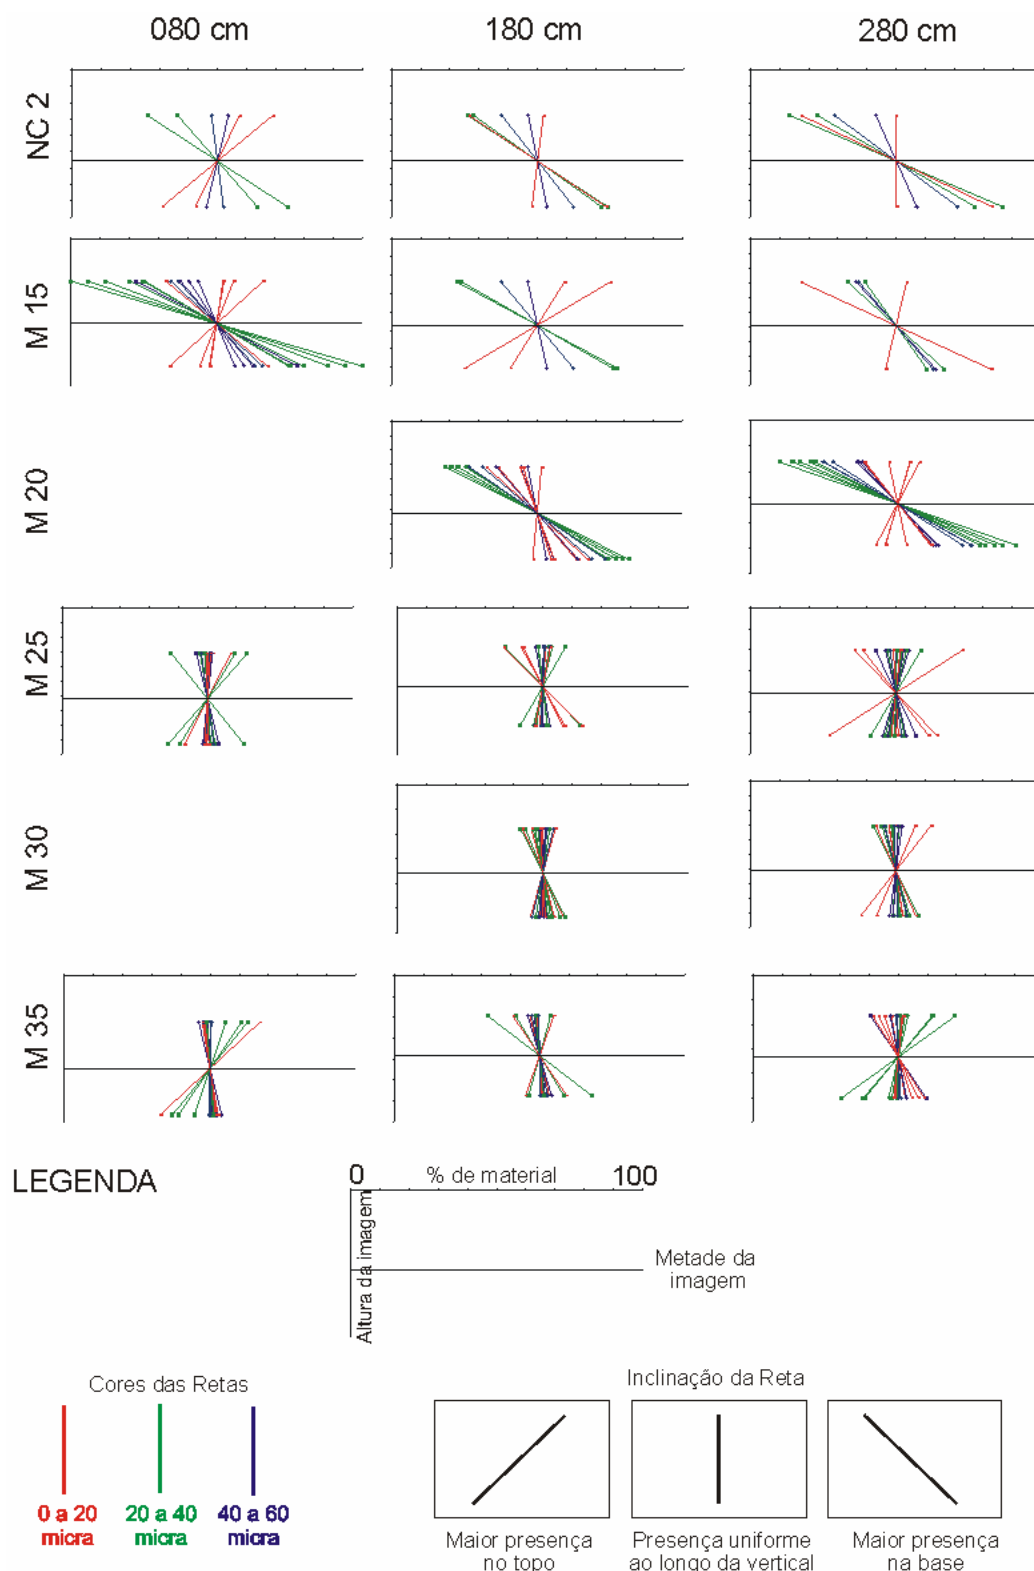 080 cm 180 cm 280 cm
NC 2
M 15
M 20
M 25
M 30
M 35
LEGENDA
0 % de material 100
Altura da imagem
Metade da
imagem
Cores das Retas
0 a 20
micra
20 a 40
micra
40 a 60
micra
Inclinação da Reta
Maior presença
no topo
Presença uniforme
ao longo da vertical
Maior presença
na base